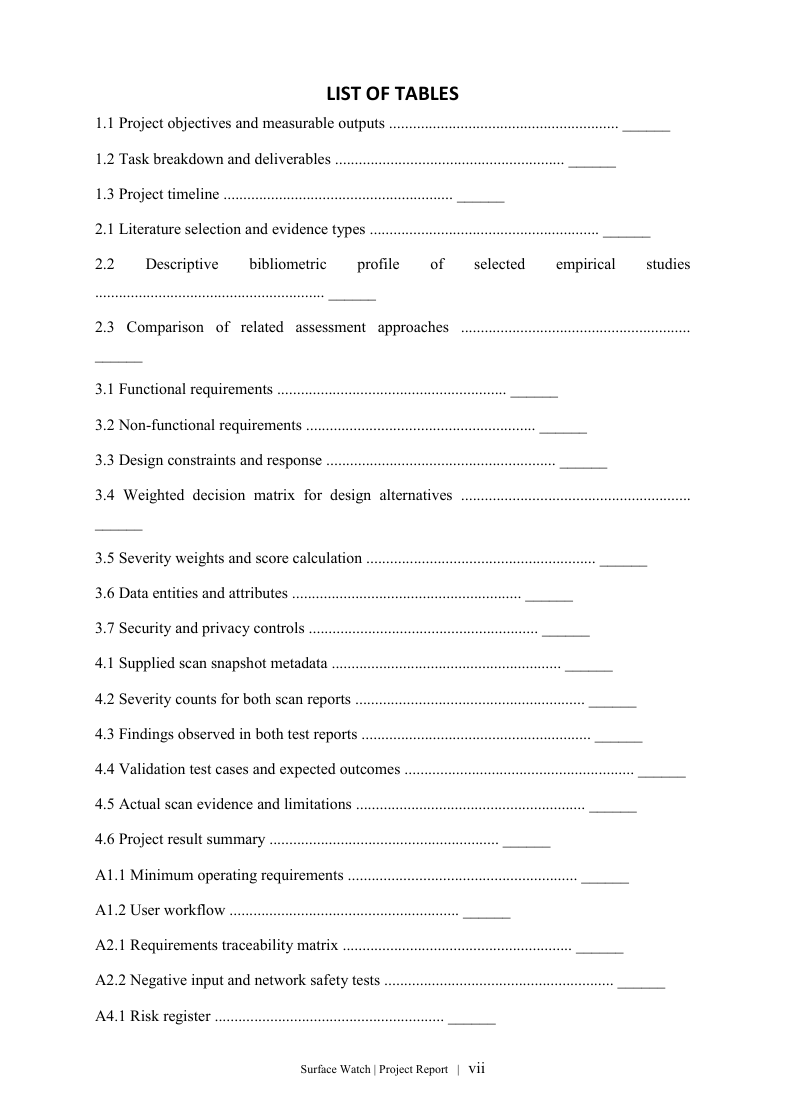 LIST OF TABLES
1.1 Project objectives and measurable outputs .......................................................... ______
1.2 Task breakdown and deliverables .......................................................... ______
1.3 Project timeline .......................................................... ______
2.1 Literature selection and evidence types .......................................................... ______
2.2 Descriptive bibliometric profile of selected empirical studies
.......................................................... ______
2.3 Comparison of related assessment approaches ..........................................................
______
3.1 Functional requirements .......................................................... ______
3.2 Non-functional requirements .......................................................... ______
3.3 Design constraints and response .......................................................... ______
3.4 Weighted decision matrix for design alternatives ..........................................................
______
3.5 Severity weights and score calculation .......................................................... ______
3.6 Data entities and attributes .......................................................... ______
3.7 Security and privacy controls .......................................................... ______
4.1 Supplied scan snapshot metadata .......................................................... ______
4.2 Severity counts for both scan reports .......................................................... ______
4.3 Findings observed in both test reports .......................................................... ______
4.4 Validation test cases and expected outcomes .......................................................... ______
4.5 Actual scan evidence and limitations .......................................................... ______
4.6 Project result summary .......................................................... ______
A1.1 Minimum operating requirements .......................................................... ______
A1.2 User workflow .......................................................... ______
A2.1 Requirements traceability matrix .......................................................... ______
A2.2 Negative input and network safety tests .......................................................... ______
A4.1 Risk register .......................................................... ______
Surface Watch | Project Report | vii